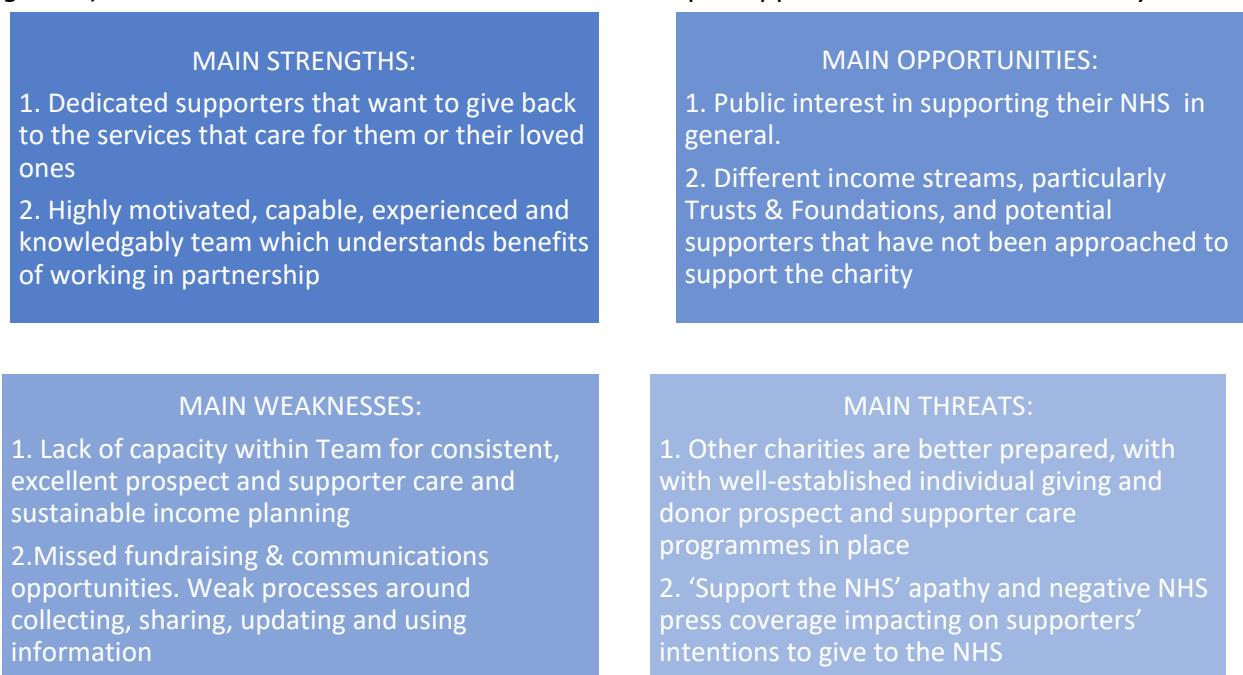 MAIN STRENGTHS:
1. Dedicated supporters that want to give back
to the services that care for them or their loved
ones
2. Highly motivated, capable, experienced and
knowledgably team which understands benefits
of working in partnership
MAIN OPPORTUNITIES:
1. Public interest in supporting their NHS in
general.
2. Different income streams, particularly
Trusts & Foundations, and potential
supporters that have not been approached to
support the charity
MAIN WEAKNESSES:
1. Lack of capacity within Team for consistent,
excellent prospect and supporter care and
sustainable income planning
2.Missed fundraising & communications
opportunities. Weak processes around
collecting, sharing, updating and using
information
MAIN THREATS:
1. Other charities are better prepared, with
with well-established individual giving and
donor prospect and supporter care
programmes in place
2. ‘Support the NHS’ apathy and negative NHS
press coverage impacting on supporters’
intentions to give to the NHS